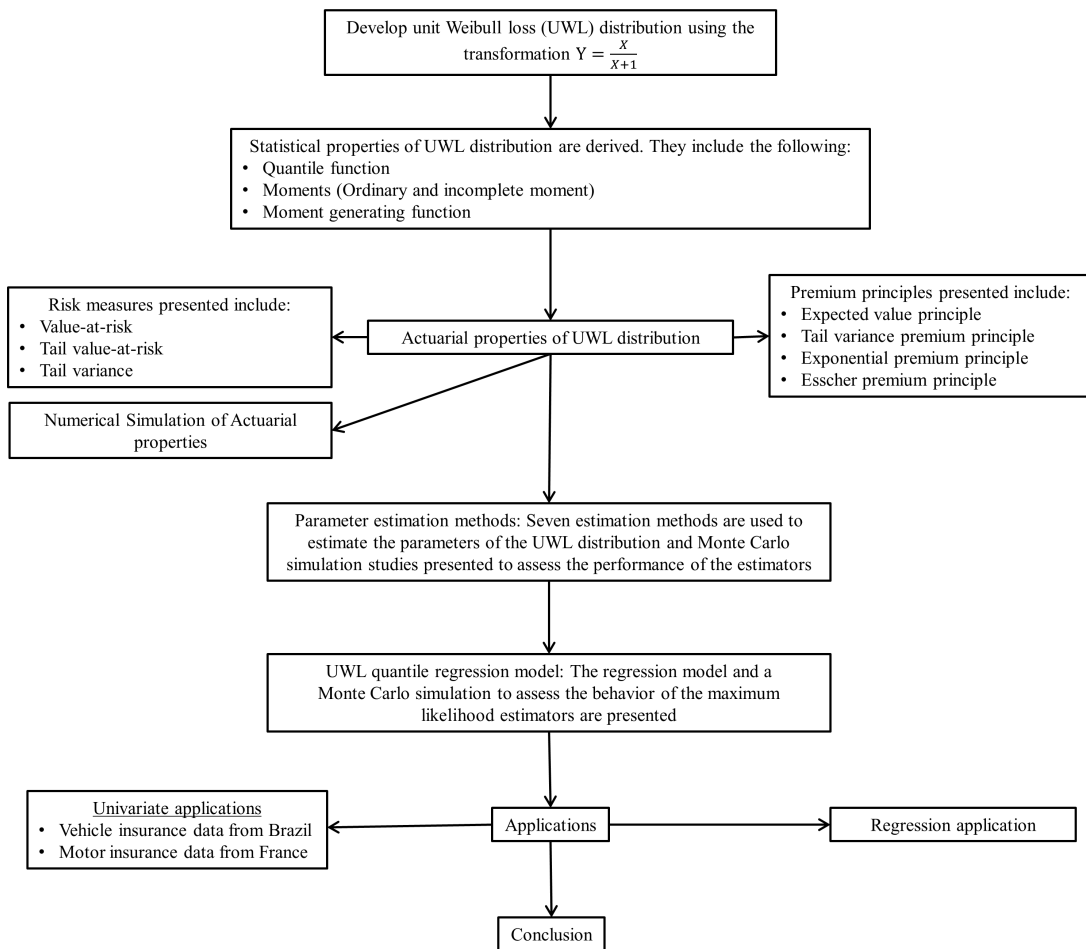 Develop unit Weibull loss (UWL) distribution using the
transformation Y = X/(X+1)
Statistical properties of UWL distribution are derived. They include the following:
• Quantile function
• Moments (Ordinary and incomplete moment)
• Moment generating function
Risk measures presented include:
• Value-at-risk
• Tail value-at-risk
• Tail variance
Actuarial properties of UWL distribution
Premium principles presented include:
• Expected value principle
• Tail variance premium principle
• Exponential premium principle
• Esscher premium principle
Numerical Simulation of Actuarial
properties
Parameter estimation methods: Seven estimation methods are used to
estimate the parameters of the UWL distribution and Monte Carlo
simulation studies presented to assess the performance of the estimators
UWL quantile regression model: The regression model and a
Monte Carlo simulation to assess the behavior of the maximum
likelihood estimators are presented
Univariate applications
• Vehicle insurance data from Brazil
• Motor insurance data from France
Applications
Regression application
Conclusion